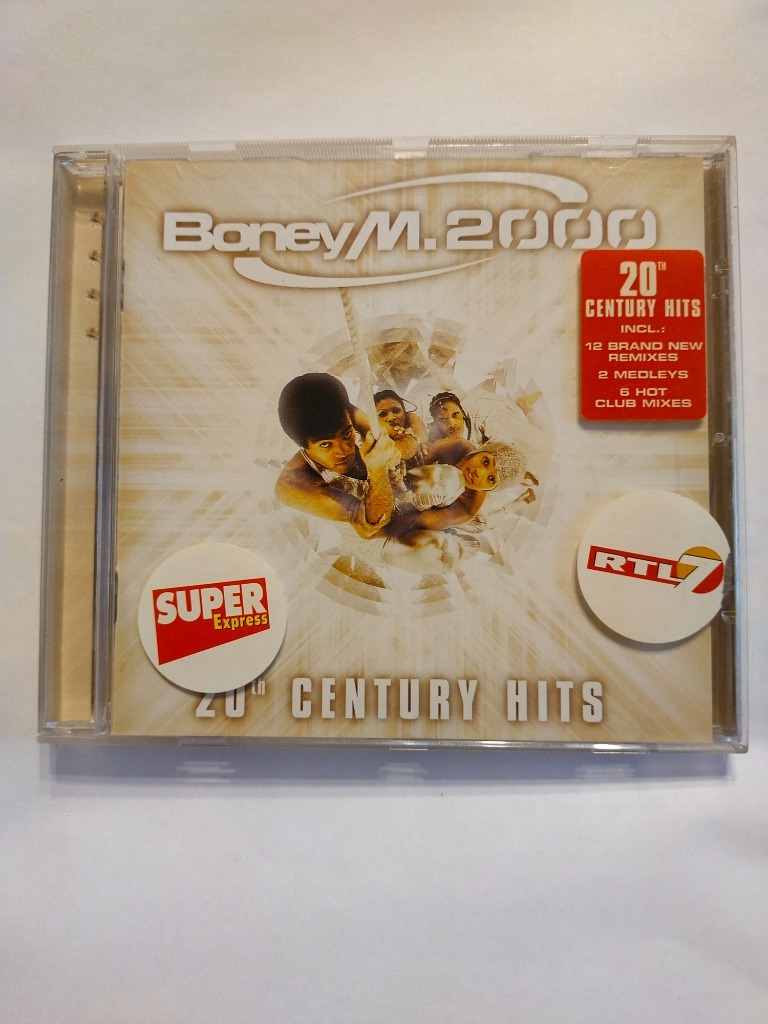 Boney M. 2000
20TH
CENTURY HITS
INCL.:
12 BRAND NEW
REMIXES
2 MEDLEYS
6 HOT
CLUB MIXES
RTL7
SUPER
Express
20th CENTURY HITS